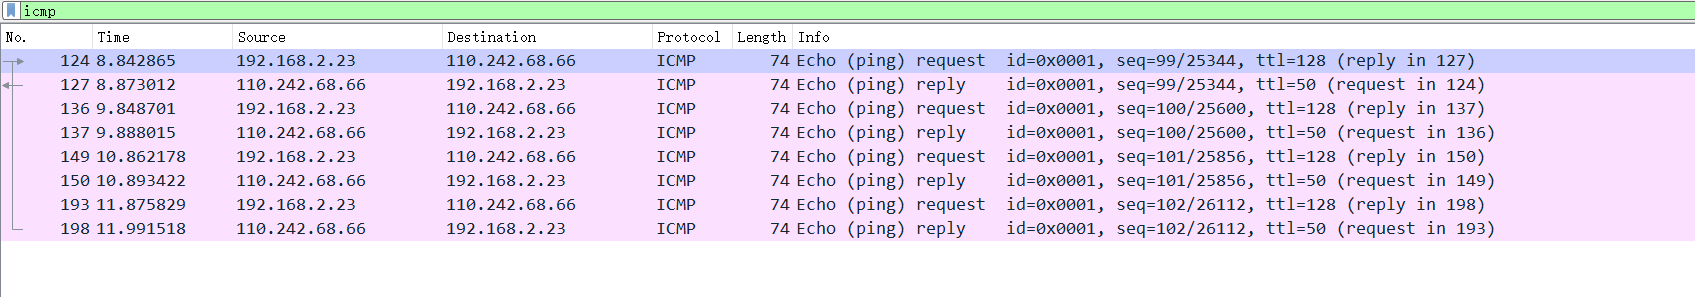 icmp
No. Time Source Destination Protocol Length Info
124 8.842865 192.168.2.23 110.242.68.66 ICMP 74 Echo (ping) request id=0x0001, seq=99/25344, ttl=128 (reply in 127)
127 8.873012 110.242.68.66 192.168.2.23 ICMP 74 Echo (ping) reply id=0x0001, seq=99/25344, ttl=50 (request in 124)
136 9.848701 192.168.2.23 110.242.68.66 ICMP 74 Echo (ping) request id=0x0001, seq=100/25600, ttl=128 (reply in 137)
137 9.888015 110.242.68.66 192.168.2.23 ICMP 74 Echo (ping) reply id=0x0001, seq=100/25600, ttl=50 (request in 136)
149 10.862178 192.168.2.23 110.242.68.66 ICMP 74 Echo (ping) request id=0x0001, seq=101/25856, ttl=128 (reply in 150)
150 10.893422 110.242.68.66 192.168.2.23 ICMP 74 Echo (ping) reply id=0x0001, seq=101/25856, ttl=50 (request in 149)
193 11.875829 192.168.2.23 110.242.68.66 ICMP 74 Echo (ping) request id=0x0001, seq=102/26112, ttl=128 (reply in 198)
198 11.991518 110.242.68.66 192.168.2.23 ICMP 74 Echo (ping) reply id=0x0001, seq=102/26112, ttl=50 (request in 193)